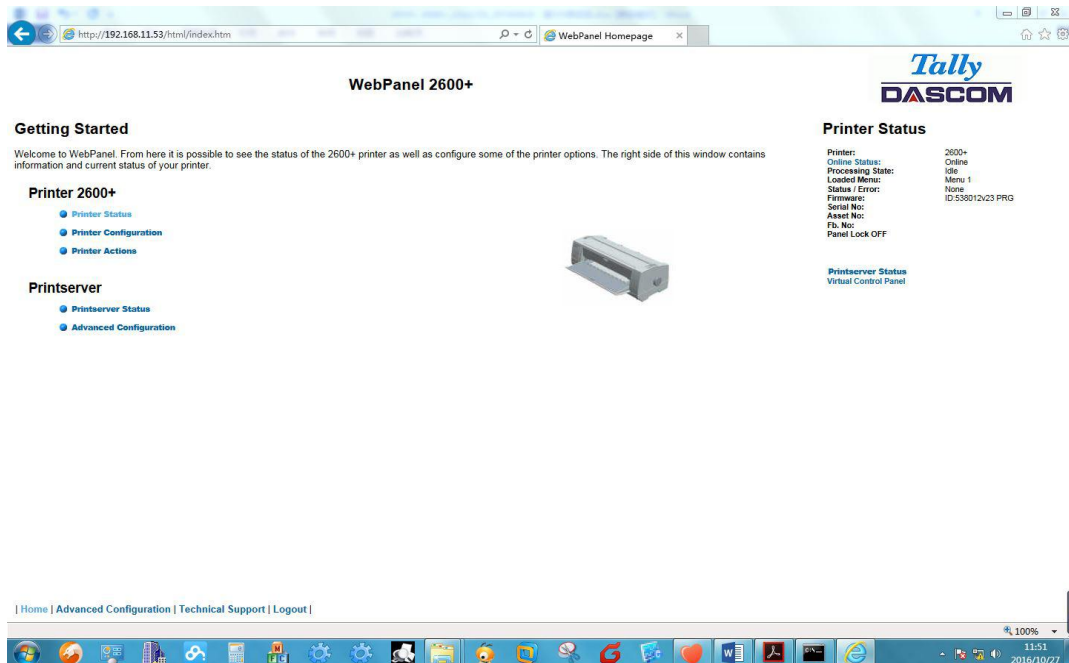 http://192.168.11.53/html/index.htm
WebPanel Homepage
WebPanel 2600+
Tally
DASCOM
Getting Started
Welcome to WebPanel. From here it is possible to see the status of the 2600+ printer as well as configure some of the printer options. The right side of this window contains
information and current status of your printer.
Printer 2600+
Printer Status
Printer Configuration
Printer Actions
Printserver
Printserver Status
Advanced Configuration
Printer Status
Printer: 2600+
Online Status: Online
Processing State: Idle
Loaded Menu: Menu 1
Status / Error: None
Firmware: ID:538012v23 PRG
Serial No:
Asset No:
Fb. No:
Panel Lock OFF
Printserver Status
Virtual Control Panel
| Home | Advanced Configuration | Technical Support | Logout |
100%
11:51
2016/10/27